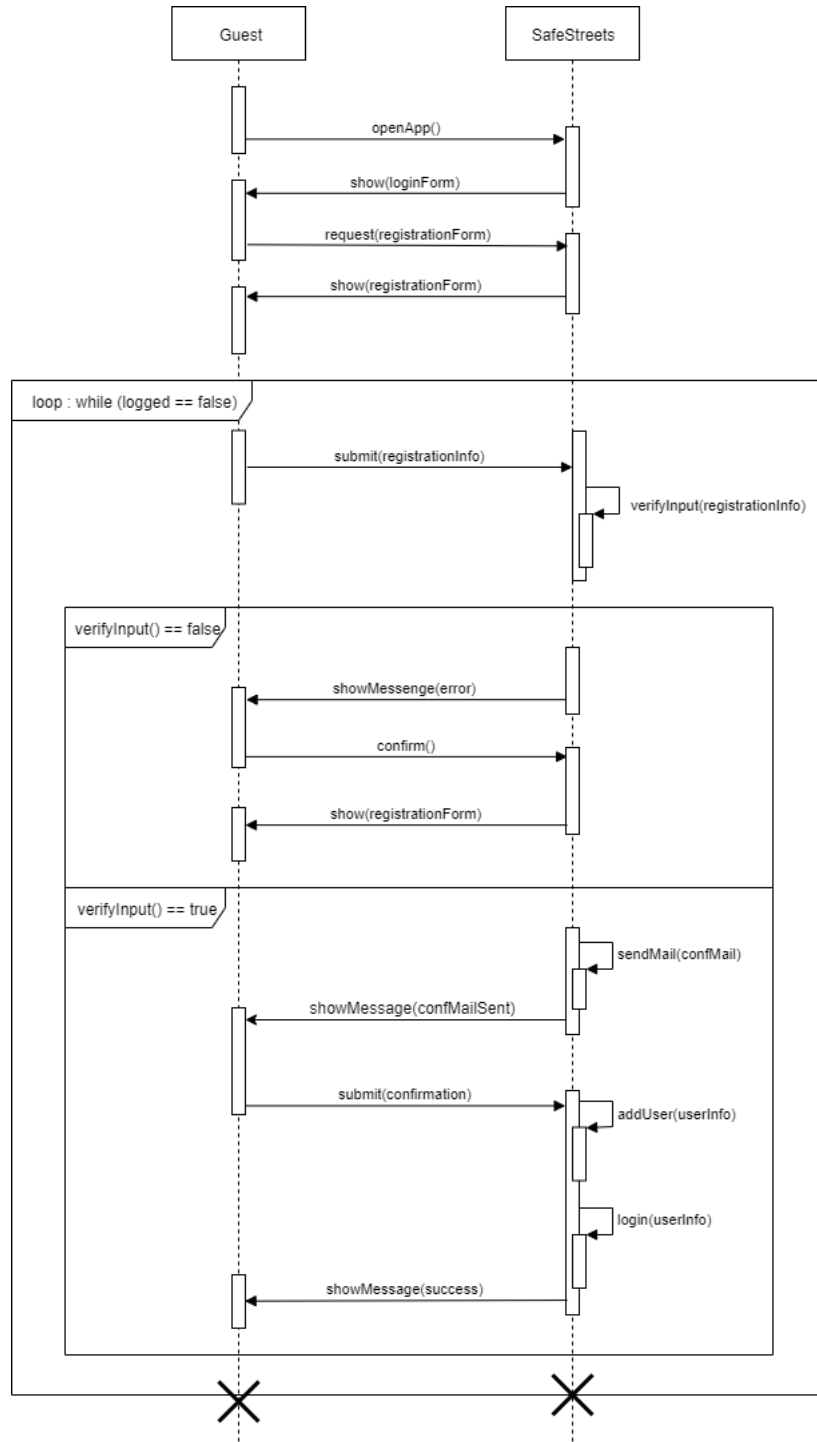 Guest
SafeStreets
openApp()
show(loginForm)
request(registrationForm)
show(registrationForm)
loop : while (logged == false)
submit(registrationInfo)
verifyInput(registrationInfo)
verifyInput() == false
showMessenge(error)
confirm()
show(registrationForm)
verifyInput() == true
sendMail(confMail)
showMessage(confMailSent)
submit(confirmation)
addUser(userInfo)
login(userInfo)
showMessage(success)